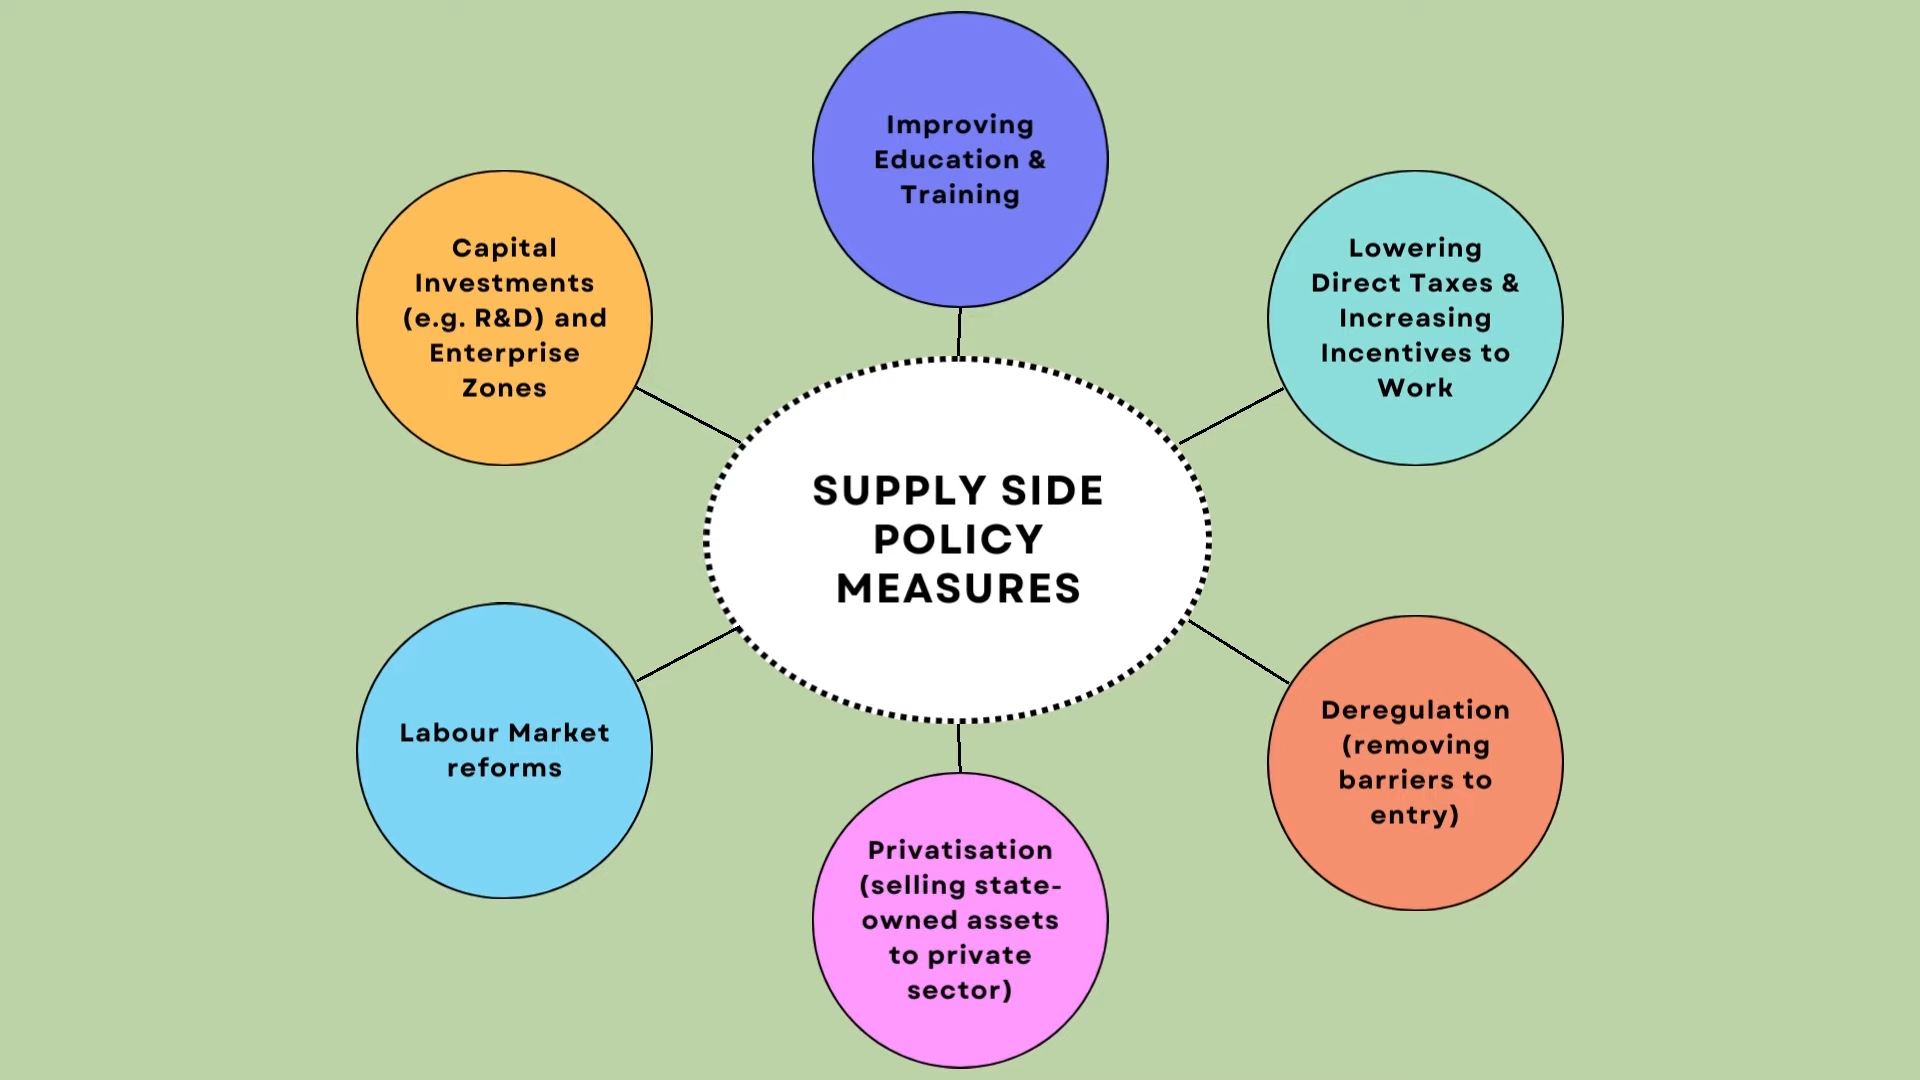 Improving
Education &
Training
Capital
Investments
(e.g. R&D) and
Enterprise
Zones
Lowering
Direct Taxes &
Increasing
Incentives to
Work
SUPPLY SIDE
POLICY
MEASURES
Labour Market
reforms
Deregulation
(removing
barriers to
entry)
Privatisation
(selling state-
owned assets
to private
sector)